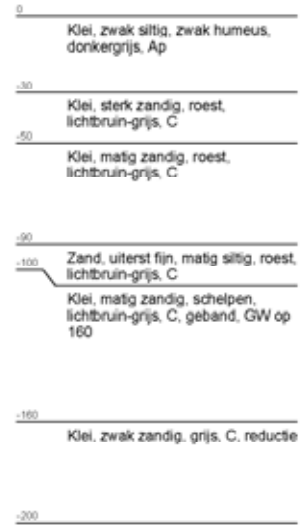 0
Klei, zwak siltig, zwak humeus,
donkergrijs, Ap
-30
Klei, sterk zandig, roest,
lichtbruin-grijs, C
-50
Klei, matig zandig, roest,
lichtbruin-grijs, C
-90
Zand, uiterst fijn, matig siltig, roest,
lichtbruin-grijs, C
-100
Klei, matig zandig, schelpen,
lichtbruin-grijs, C, geband, GW op
160
-160
Klei, zwak zandig, grijs, C, reductie
-200